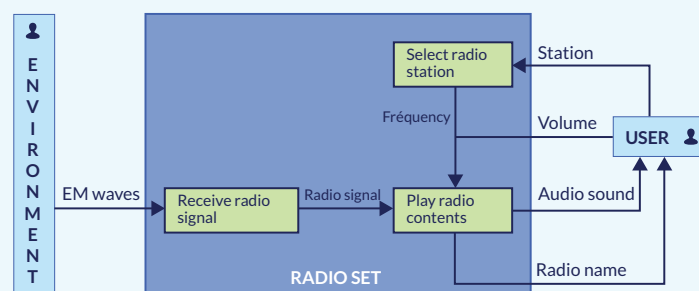 ENVIRONMENT
Select radio
station
Station
Fréquency
Volume
USER
EM waves
Receive radio
signal
Radio signal
Play radio
contents
Audio sound
Radio name
RADIO SET